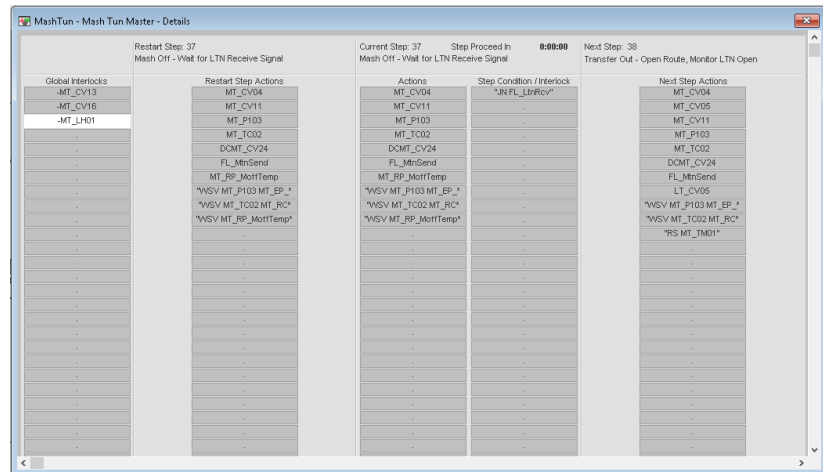 MashTun - Mash Tun Master - Details
Restart Step: 37
Mash Off - Wait for LTN Receive Signal
Current Step: 37 Step Proceed In 0:00:00
Mash Off - Wait for LTN Receive Signal
Next Step: 38
Transfer Out - Open Route, Monitor LTN Open
Global Interlocks
-MT_CV13
-MT_CV16
-MT_LH01
Restart Step Actions
MT_CV04
MT_CV11
MT_P103
MT_TC02
DCMT_CV24
FL_MtnSend
MT_RP_MoffTemp
"WSV MT_P103 MT_EP_*
"WSV MT_TC02 MT_RC*
"WSV MT_RP_MoffTemp*
Actions
MT_CV04
MT_CV11
MT_P103
MT_TC02
DCMT_CV24
FL_MtnSend
MT_RP_MoffTemp
"WSV MT_P103 MT_EP_*
"WSV MT_TC02 MT_RC*
"WSV MT_RP_MoffTemp*
Step Condition / Interlock
"JN FL_LtnRcv"
Next Step Actions
MT_CV04
MT_CV05
MT_CV11
MT_P103
MT_TC02
DCMT_CV24
FL_MtnSend
LT_CV05
"WSV MT_P103 MT_EP_*
"WSV MT_TC02 MT_RC*
"RS MT_TM01"